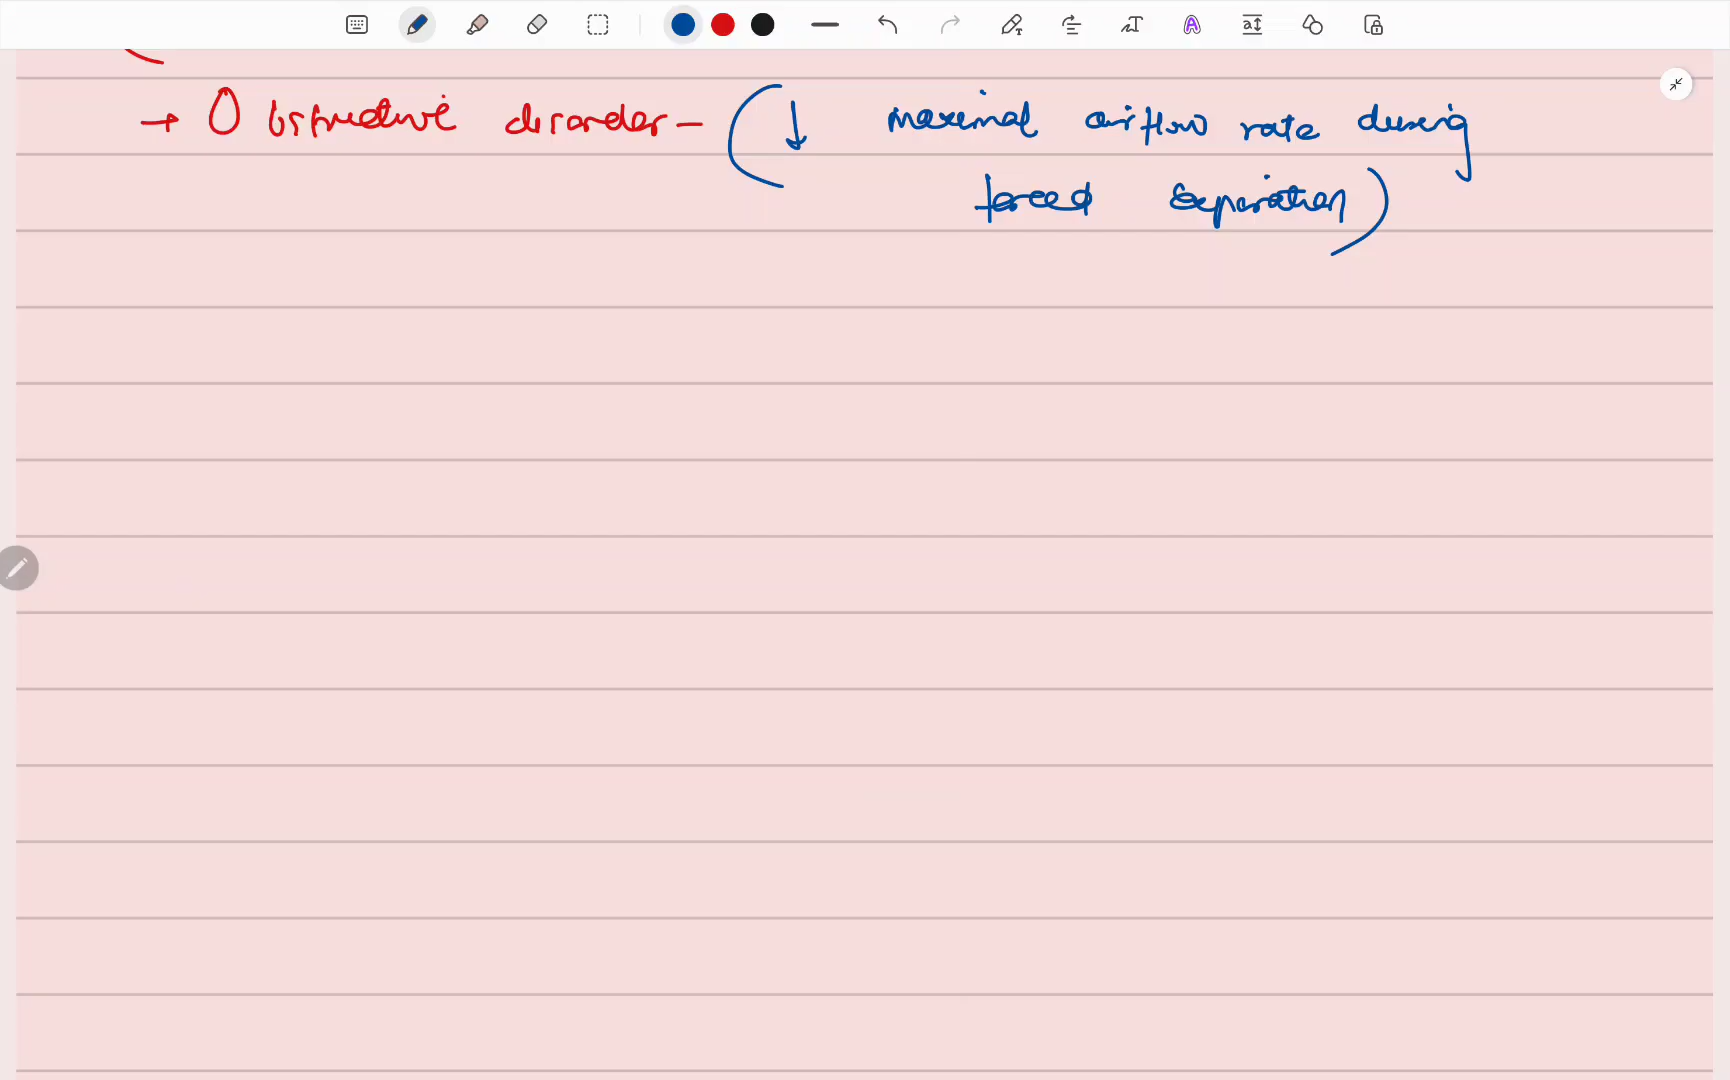 → Obstructive disorder - (↓ maximal airflow rate during
forced expiration)